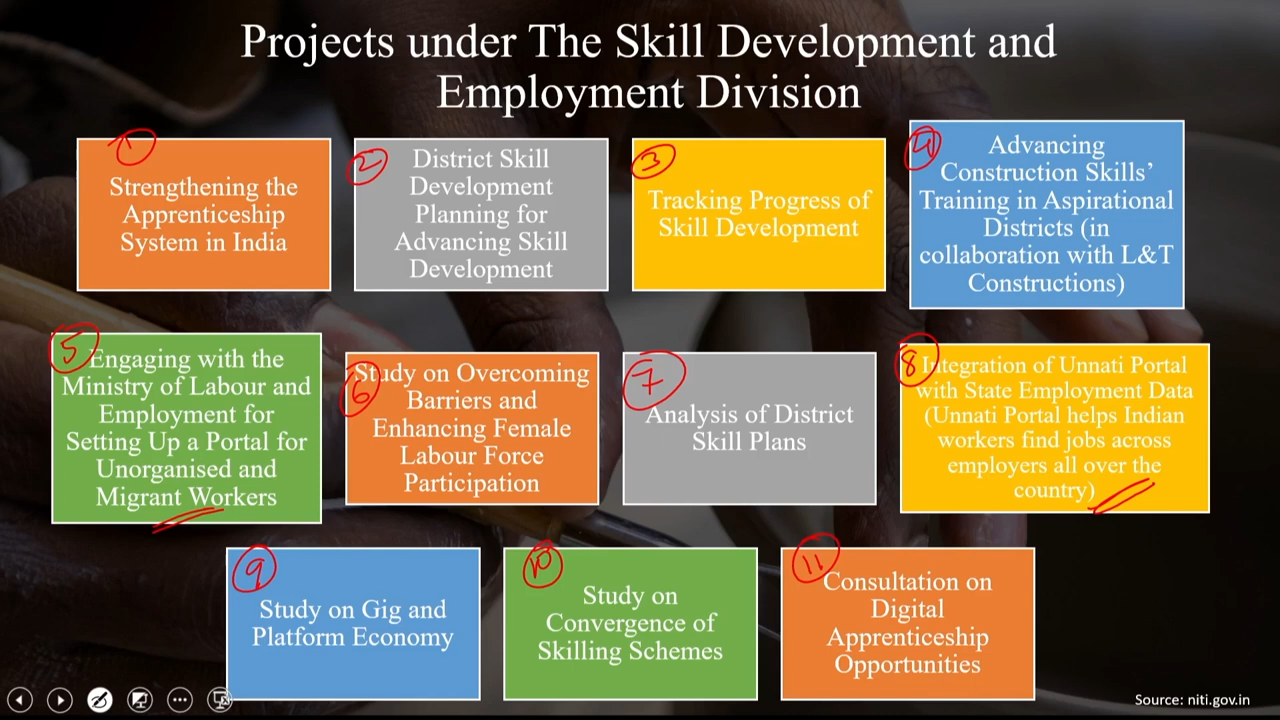 Projects under The Skill Development and
Employment Division
1
Strengthening the
Apprenticeship
System in India
2
District Skill
Development
Planning for
Advancing Skill
Development
3
Tracking Progress of
Skill Development
4
Advancing
Construction Skills’
Training in Aspirational
Districts (in
collaboration with L&T
Constructions)
5
Engaging with the
Ministry of Labour and
Employment for
Setting Up a Portal for
Unorganised and
Migrant Workers
6
Study on Overcoming
Barriers and
Enhancing Female
Labour Force
Participation
7
Analysis of District
Skill Plans
8
Integration of Unnati Portal
with State Employment Data
(Unnati Portal helps Indian
workers find jobs across
employers all over the
country)
9
Study on Gig and
Platform Economy
10
Study on
Convergence of
Skilling Schemes
11
Consultation on
Digital
Apprenticeship
Opportunities
Source: niti.gov.in